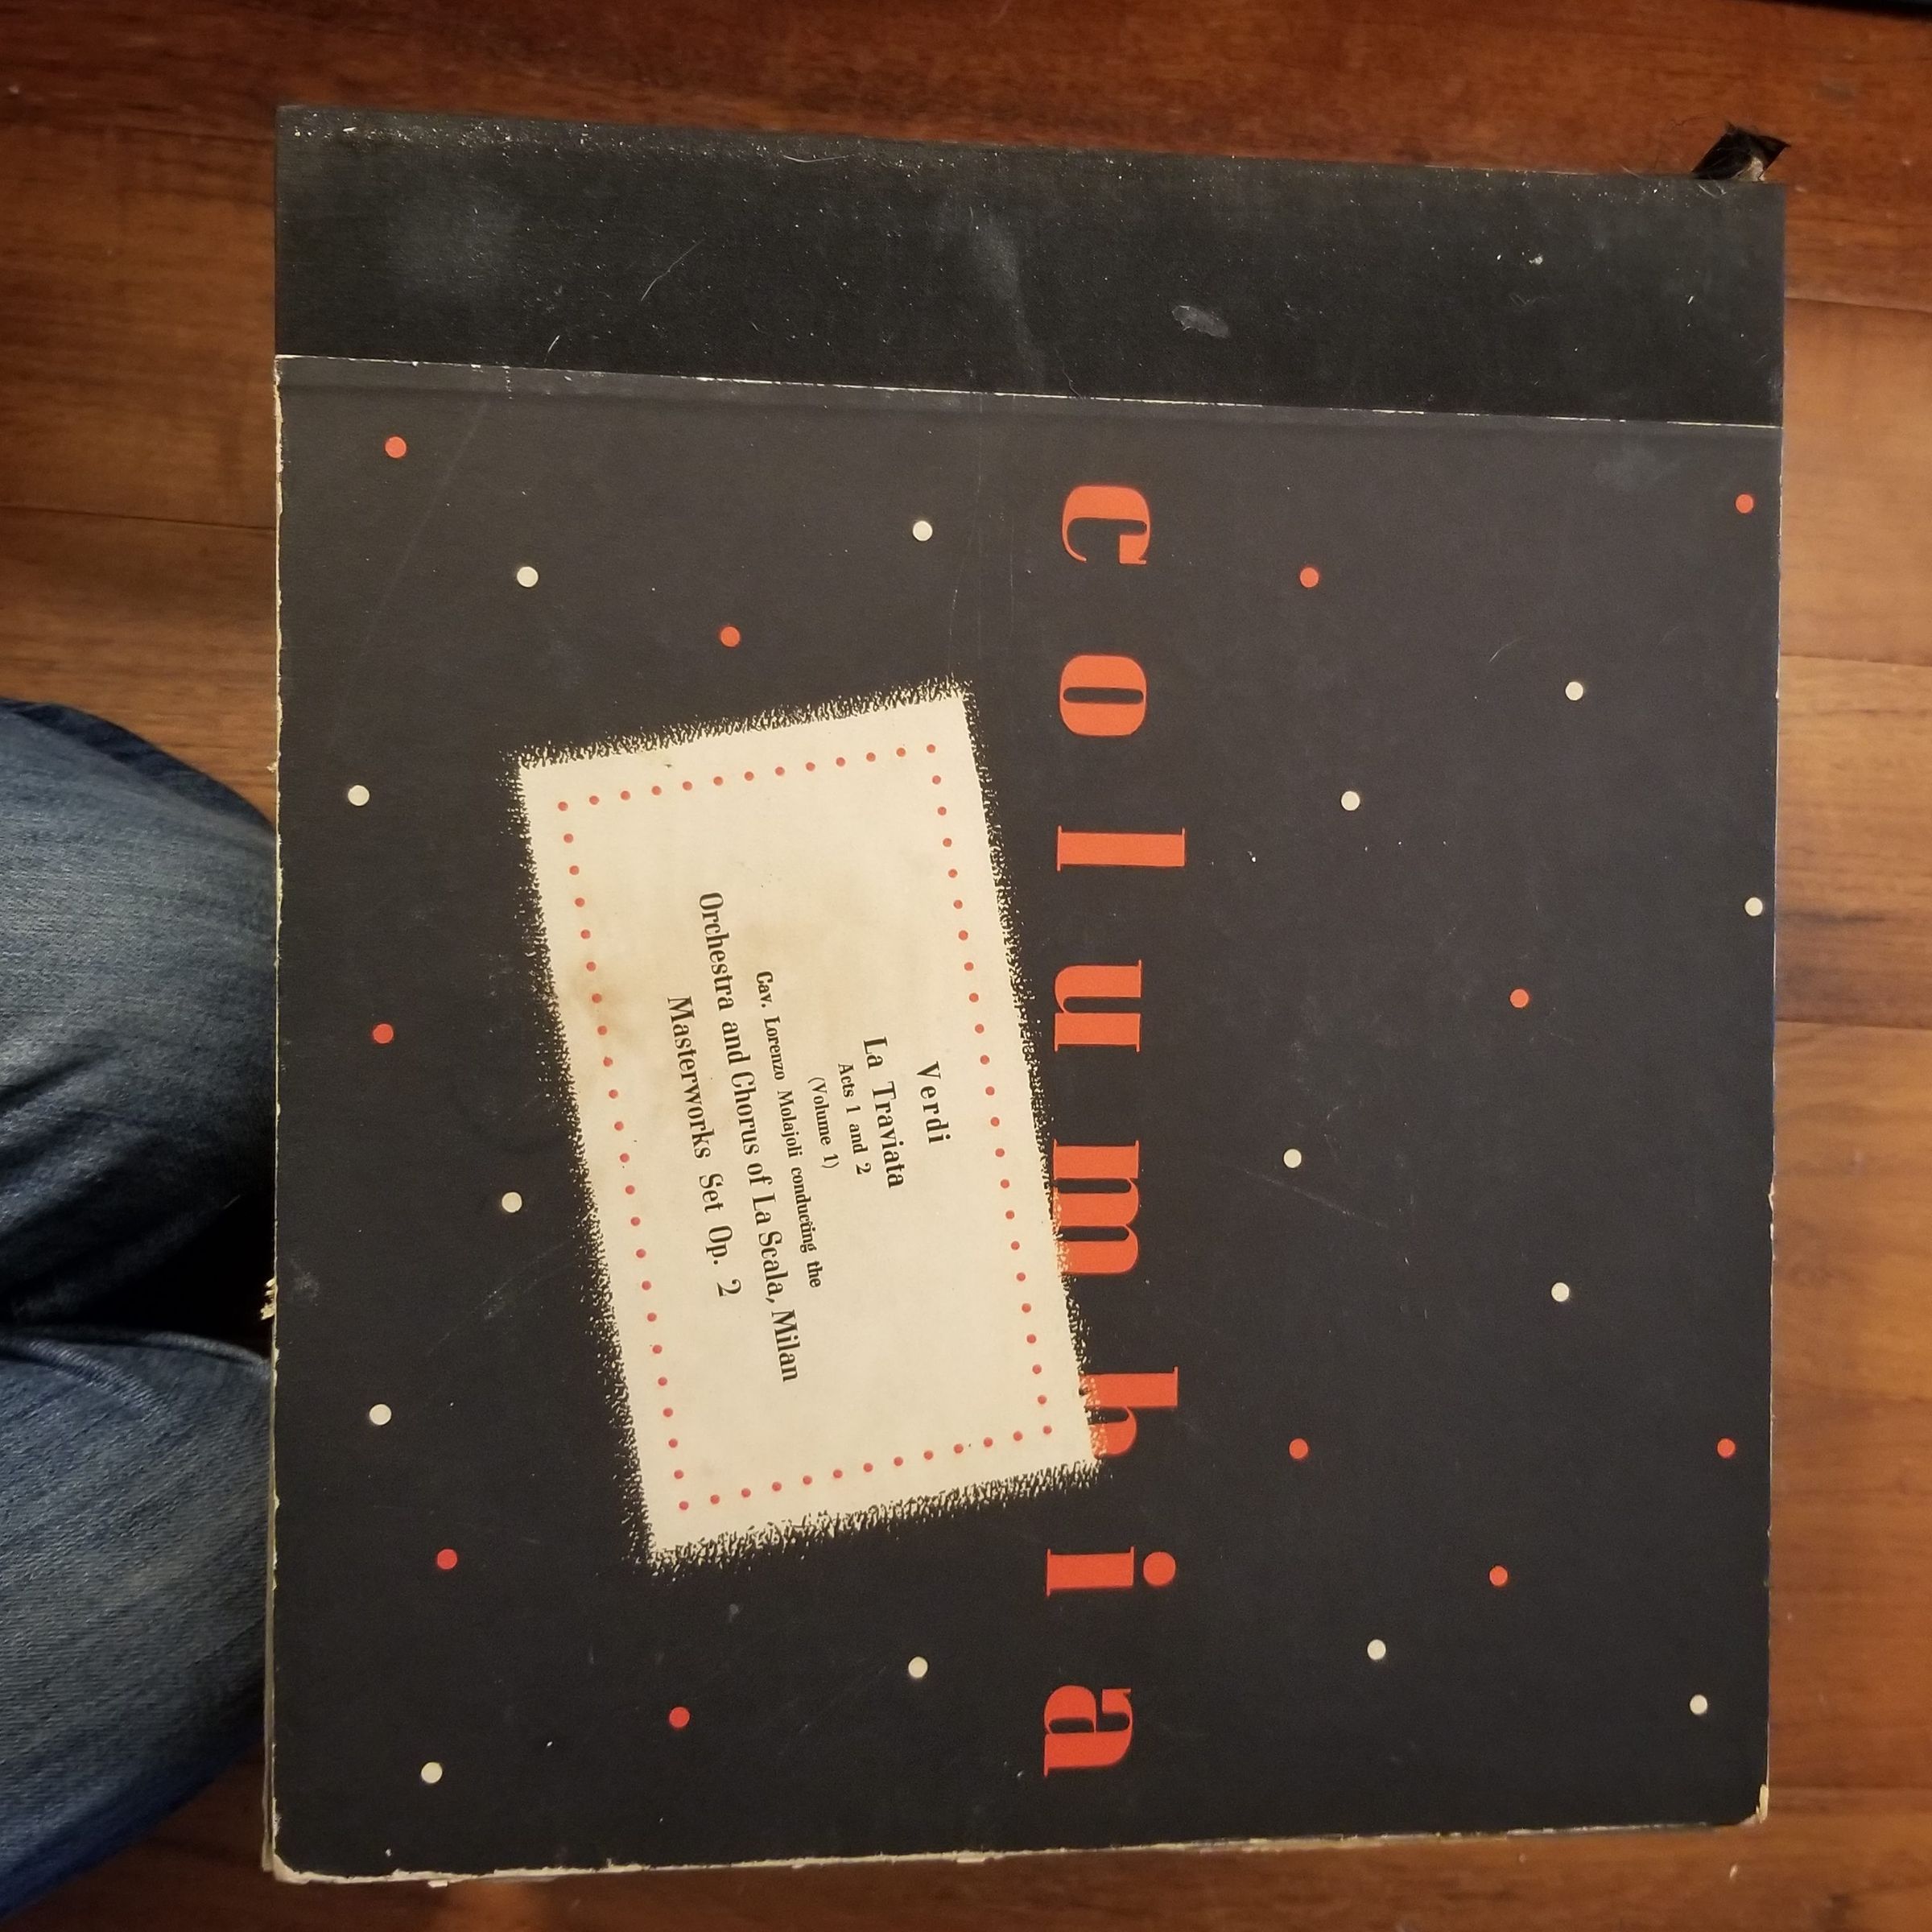 columbia
Verdi
La Traviata
Acts 1 and 2
(Volume 1)
Cav. Lorenzo Molajoli conducting the
Orchestra and Chorus of La Scala, Milan
Masterworks Set Op. 2